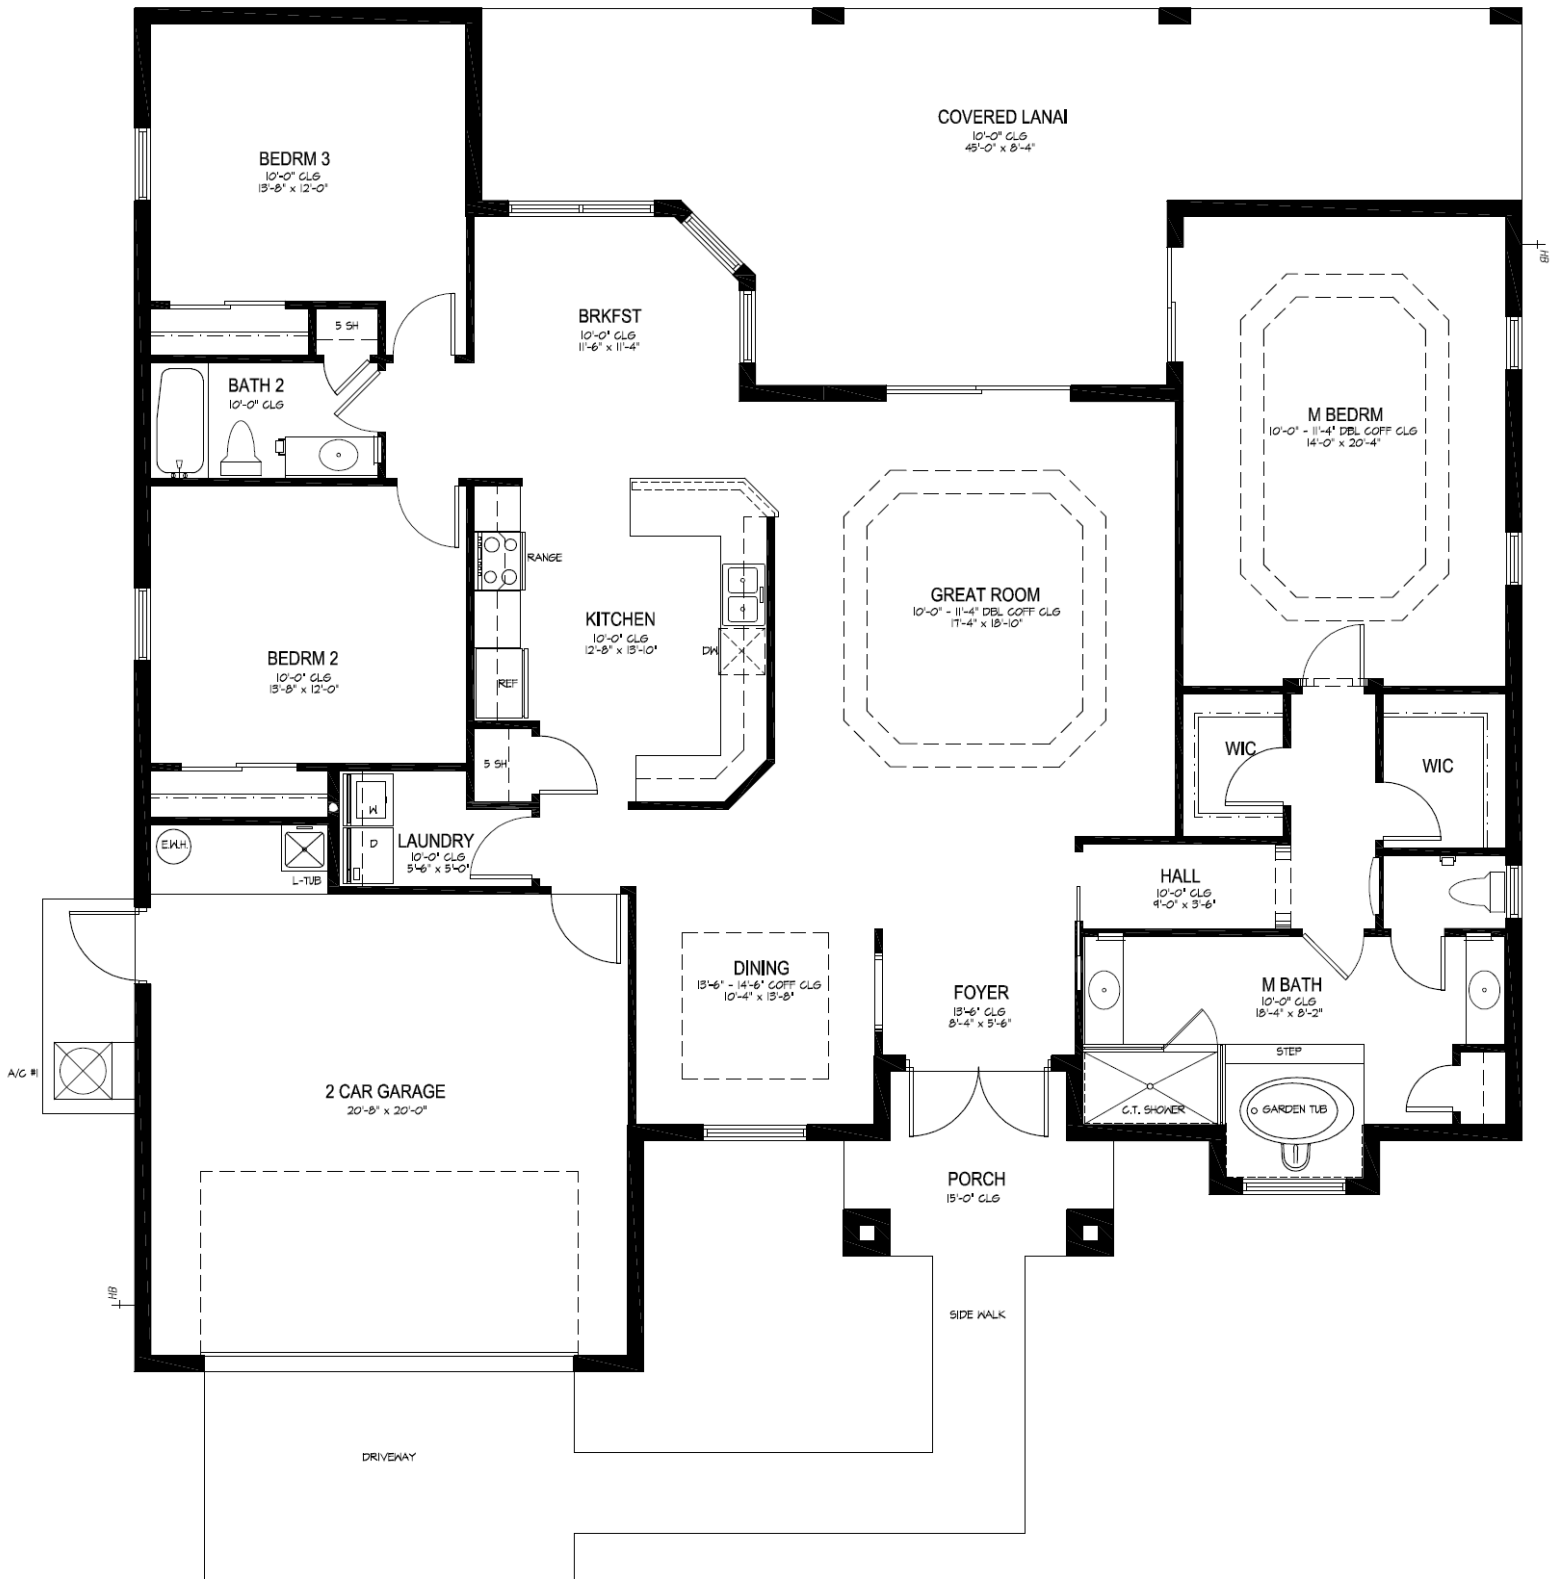 COVERED LANAI
10'-0" CLG
45'-0" x 8'-4"
BEDRM 3
10'-0" CLG
13'-8" x 12'-0"
HB
BRKFST
10'-0" CLG
11'-6" x 11'-4"
5 SH
BATH 2
10'-0" CLG
M BEDRM
10'-0" - 11'-4" DBL COFF CLG
14'-0" x 20'-4"
RANGE
GREAT ROOM
10'-0" - 11'-4" DBL COFF CLG
17'-4" x 18'-10"
KITCHEN
10'-0" CLG
12'-8" x 13'-10"
DW
BEDRM 2
10'-0" CLG
13'-8" x 12'-0"
REF
WIC
WIC
5 SH
W
D
LAUNDRY
10'-0" CLG
5'-6" x 5'-0"
E.W.H.
L-TUB
HALL
10'-0" CLG
9'-0" x 3'-6"
DINING
13'-6" - 14'-6" COFF CLG
10'-4" x 13'-8"
FOYER
13'-6" CLG
8'-4" x 5'-6"
M BATH
10'-0" CLG
18'-4" x 8'-2"
STEP
A/C #1
2 CAR GARAGE
20'-8" x 20'-0"
C.T. SHOWER
GARDEN TUB
PORCH
15'-0" CLG
HB
SIDE WALK
DRIVEWAY